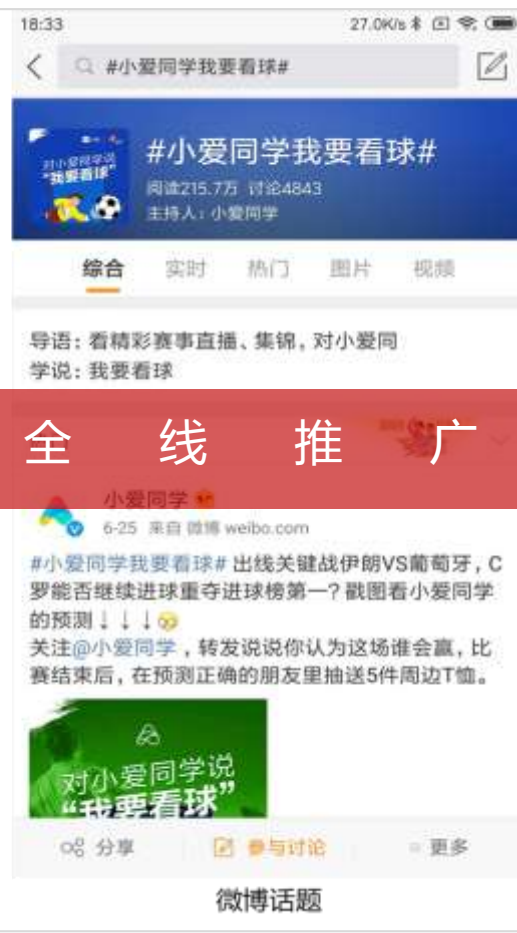 18:33
27.0K/s
#小爱同学我要看球#
对小爱同学说
“我要看球”
#小爱同学我要看球#
阅读215.7万 讨论4843
主持人：小爱同学
综合 实时 热门 图片 视频
导语：看精彩赛事直播、集锦，对小爱同
学说：我要看球
全线推广
小爱同学
6-25 来自 微博 weibo.com
#小爱同学我要看球# 出线关键战伊朗VS葡萄牙，C
罗能否继续进球重夺进球榜第一？戳图看小爱同学
的预测↓↓↓
关注@小爱同学，转发说说你认为这场谁会赢，比
赛结束后，在预测正确的朋友里抽送5件周边T恤。
对小爱同学说
“我要看球”
分享 参与讨论 更多
微博话题